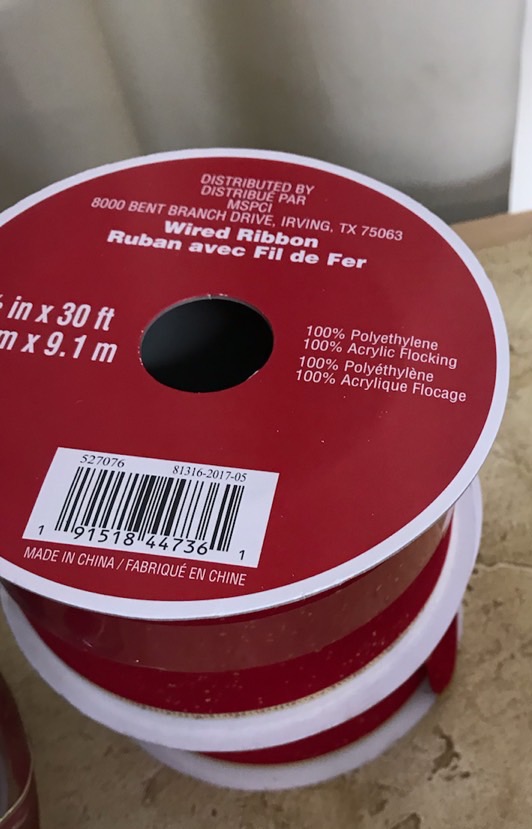 DISTRIBUTED BY
DISTRIBUÉ PAR
MSPCI
8000 BENT BRANCH DRIVE, IRVING, TX 75063
Wired Ribbon
Ruban avec Fil de Fer
in x 30 ft
m x 9.1 m
100% Polyethylene
100% Acrylic Flocking
100% Polyéthylène
100% Acrylique Flocage
527076 81316-2017-05
1 91518 44736 1
MADE IN CHINA / FABRIQUÉ EN CHINE